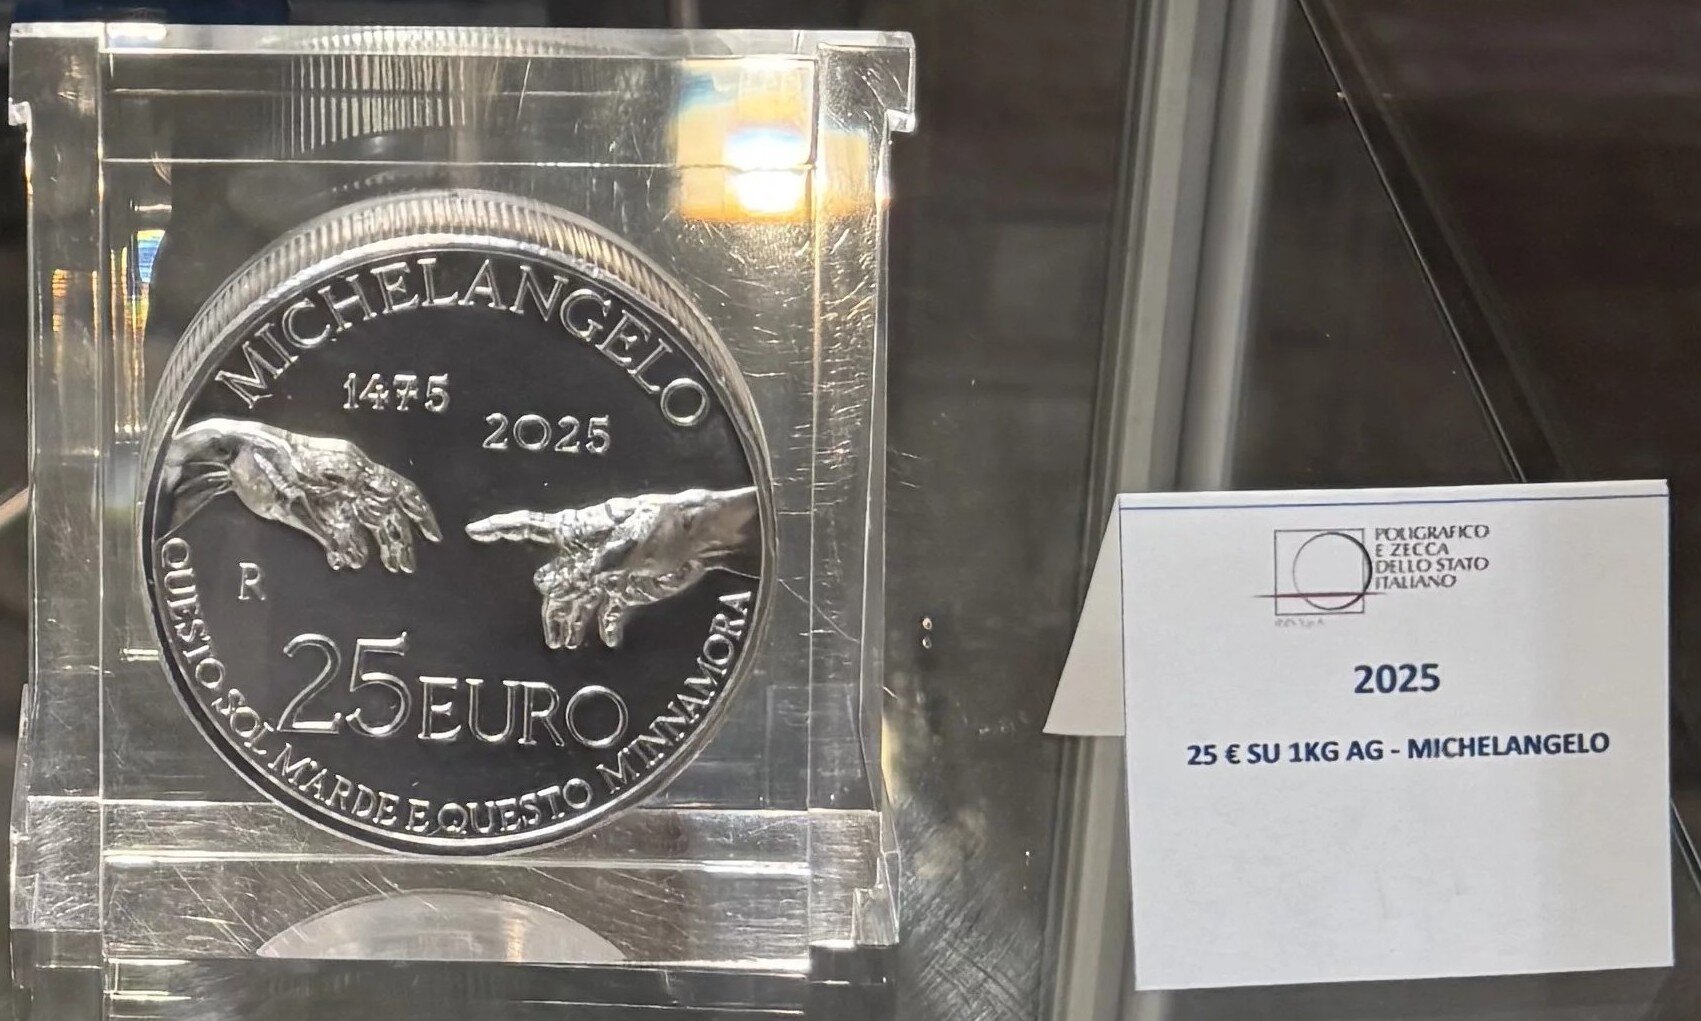 MICHELANGELO
1475
2025
R
25 EURO
QUESTO SOL M'ARDE E QUESTO M'INNAMORA
POLIGRAFICO
E ZECCA
DELLO STATO
ITALIANO
2025
25 € SU 1KG AG - MICHELANGELO